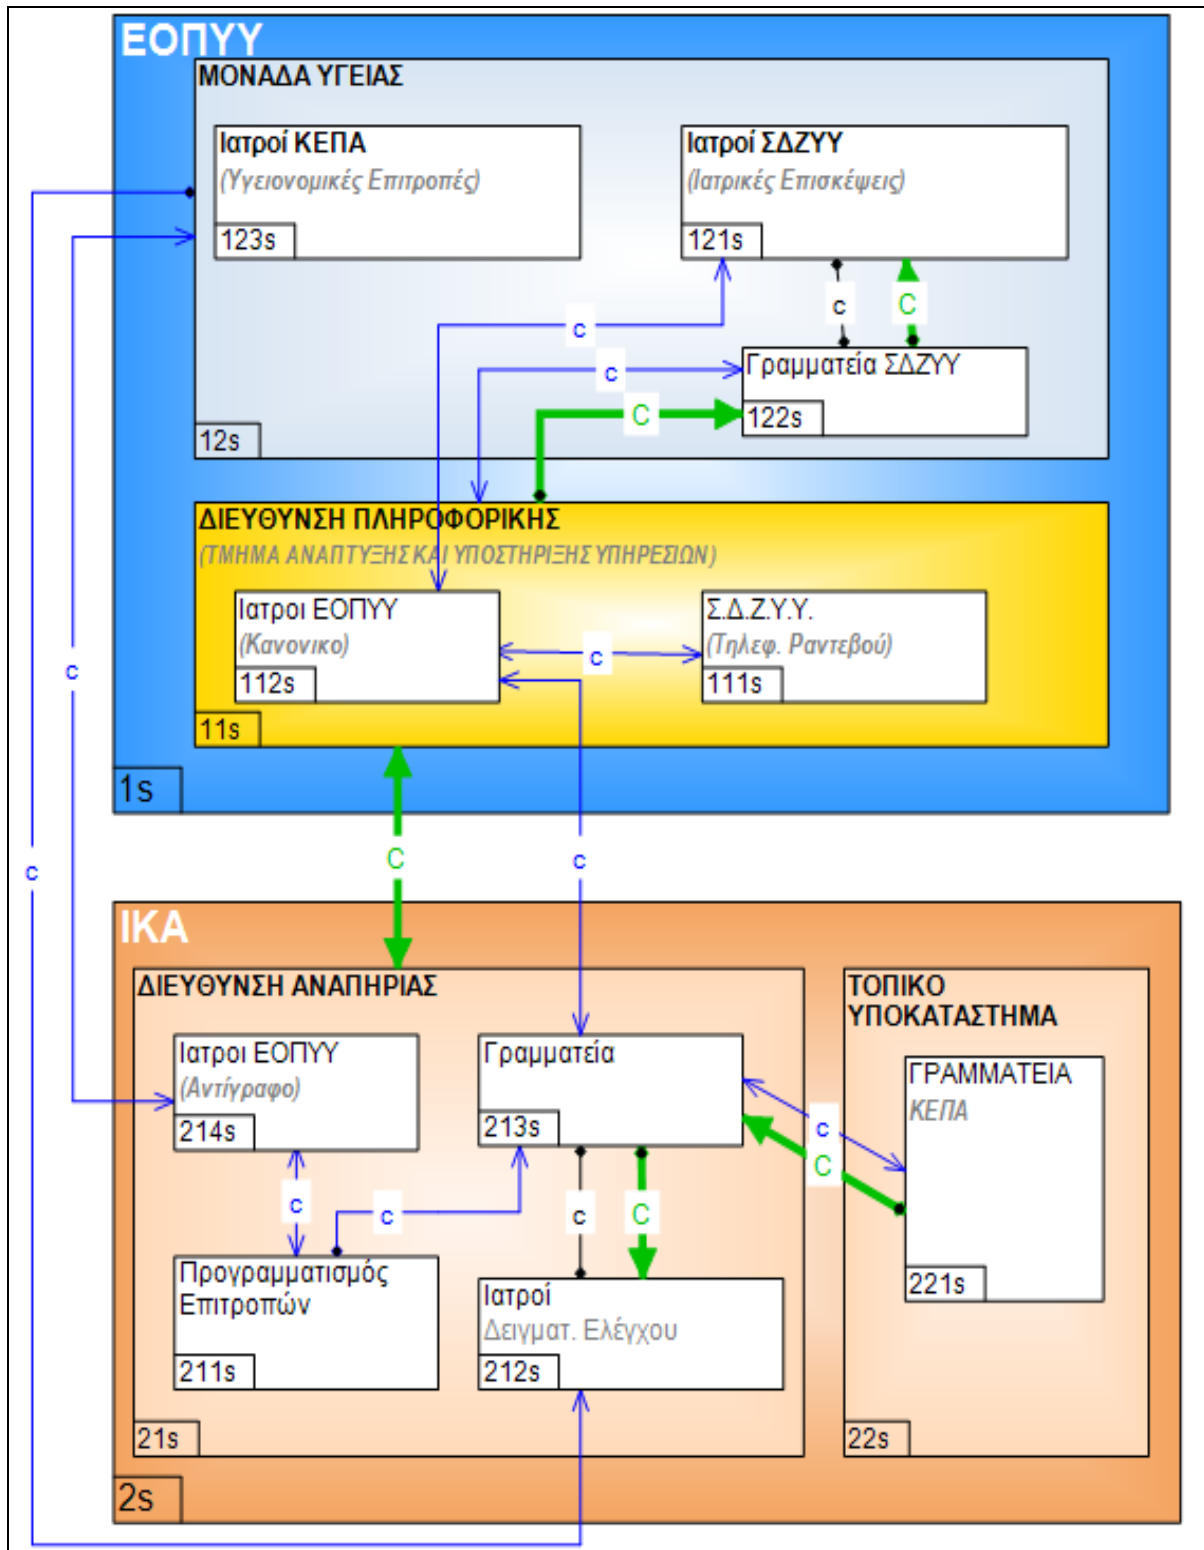 ΕΟΠΥΥ
ΜΟΝΑΔΑ ΥΓΕΙΑΣ
Ιατροί ΚΕΠΑ
(Υγειονομικές Επιτροπές)
123s
Ιατροί ΣΔΖΥΥ
(Ιατρικές Επισκέψεις)
121s
c
C
c
c
Γραμματεία ΣΔΖΥΥ
C
122s
12s
ΔΙΕΥΘΥΝΣΗ ΠΛΗΡΟΦΟΡΙΚΗΣ
(ΤΜΗΜΑ ΑΝΑΠΤΥΞΗΣ ΚΑΙ ΥΠΟΣΤΗΡΙΞΗΣ ΥΠΗΡΕΣΙΩΝ)
Ιατροι ΕΟΠΥΥ
(Κανονικο)
112s
c
Σ.Δ.Ζ.Υ.Υ.
(Τηλεφ. Ραντεβού)
111s
11s
1s
c
c
C
c
ΙΚΑ
ΔΙΕΥΘΥΝΣΗ ΑΝΑΠΗΡΙΑΣ
Ιατροι ΕΟΠΥΥ
(Αντίγραφο)
214s
Γραμματεία
213s
c
C
c
c
c
C
Προγραμματισμός
Επιτροπών
211s
Ιατροί
Δειγματ. Ελέγχου
212s
21s
ΤΟΠΙΚΟ
ΥΠΟΚΑΤΑΣΤΗΜΑ
ΓΡΑΜΜΑΤΕΙΑ
ΚΕΠΑ
221s
22s
2s